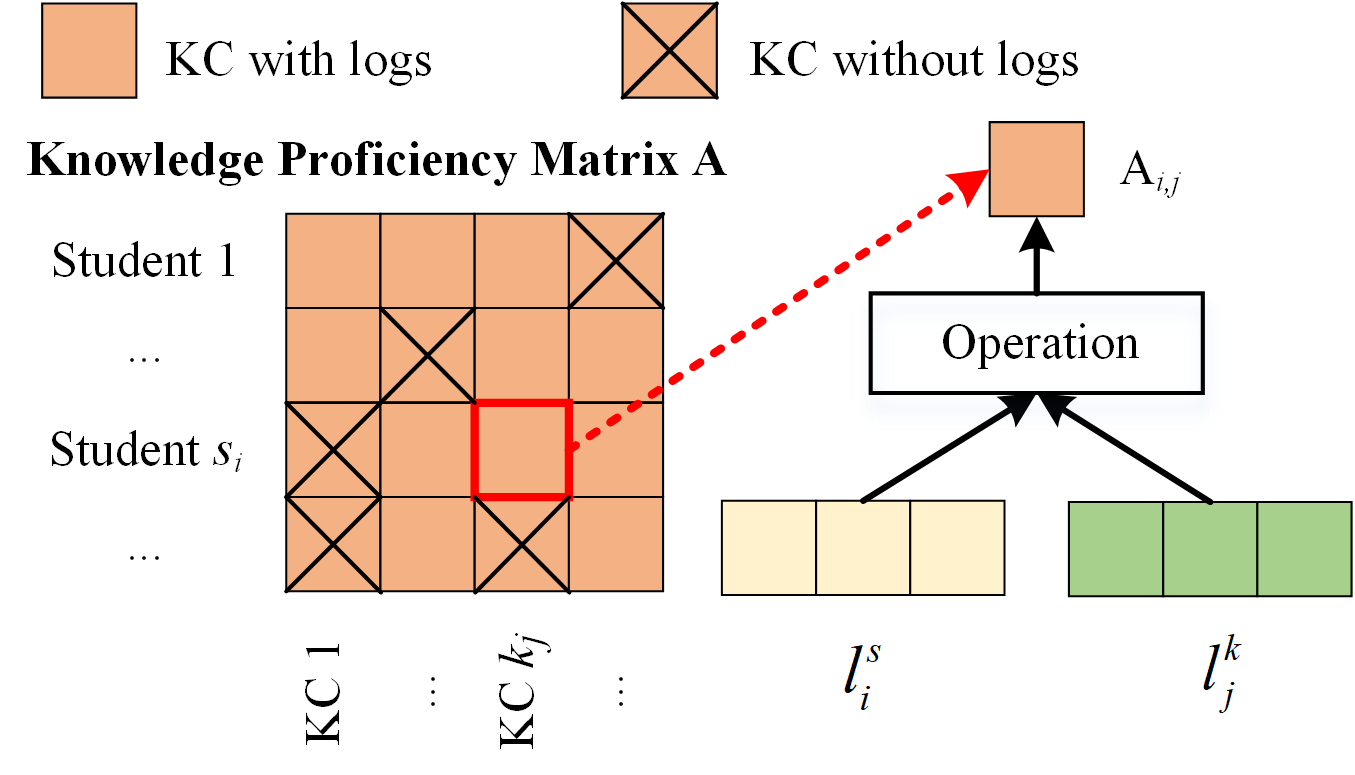 KC with logs
KC without logs
Knowledge Proficiency Matrix A
A_{i,j}
Student 1
...
Operation
Student s_i
...
KC 1
...
KC k_j
...
l_i^s
l_j^k